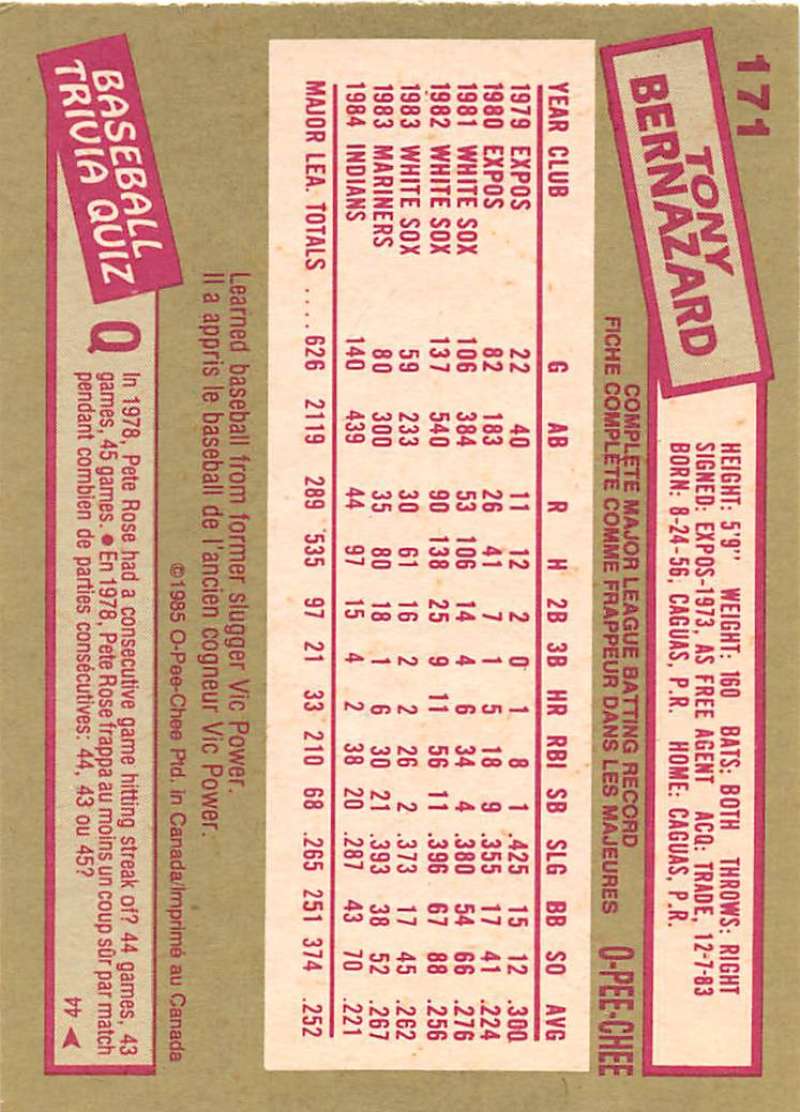 171
TONY
BERNAZARD
HEIGHT: 5'9" WEIGHT: 160 BATS: BOTH THROWS: RIGHT
SIGNED: EXPOS-1973, AS FREE AGENT ACQ: TRADE, 12-7-83
BORN: 8-24-56, CAGUAS, P.R. HOME: CAGUAS, P.R.
COMPLETE MAJOR LEAGUE BATTING RECORD
FICHE COMPLÈTE COMME FRAPPEUR DANS LES MAJEURES
O-PEE-CHEE
YEAR CLUB G AB R H 2B 3B HR RBI SB SLG BB SO AVG
1979 EXPOS 22 40 11 12 2 0 1 8 1 .425 15 12 .300
1980 EXPOS 82 183 26 41 7 1 5 18 9 .355 17 41 .224
1981 WHITE SOX 106 384 53 106 14 4 6 34 4 .380 54 66 .276
1982 WHITE SOX 137 540 90 138 25 9 11 56 11 .396 67 88 .256
1983 WHITE SOX 59 233 30 61 16 2 2 26 2 .373 17 45 .262
1983 MARINERS 80 300 35 80 18 1 6 30 21 .393 38 52 .267
1984 INDIANS 140 439 44 97 15 4 2 38 20 .287 43 70 .221
MAJOR LEA. TOTALS .... 626 2119 289 535 97 21 33 210 68 .265 251 374 .252
Learned baseball from former slugger Vic Power.
Il a appris le baseball de l'ancien cogneur Vic Power.
©1985 O-Pee-Chee Ptd. in Canada/Imprimé au Canada
BASEBALL
TRIVIA QUIZ
Q
In 1978, Pete Rose had a consecutive game hitting streak of? 44 games, 43
games, 45 games. • En 1978, Pete Rose frappa au moins un coup sûr par match
pendant combien de parties consécutives: 44, 43 ou 45?
44